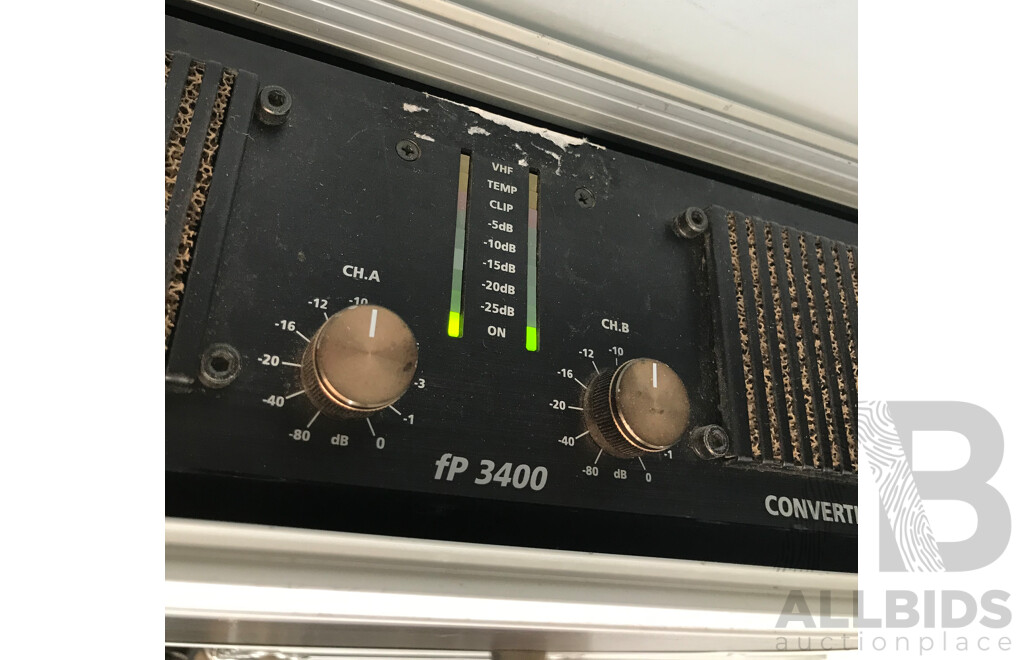 VHF
TEMP
CLIP
-5dB
-10dB
-15dB
-20dB
-25dB
ON
CH.A
-10
-12
-16
-20
-40
-80
dB
0
-1
-3
CH.B
-10
-12
-16
-20
-40
-80
dB
0
-1
fP 3400
B
ALLBIDS
auctionplace